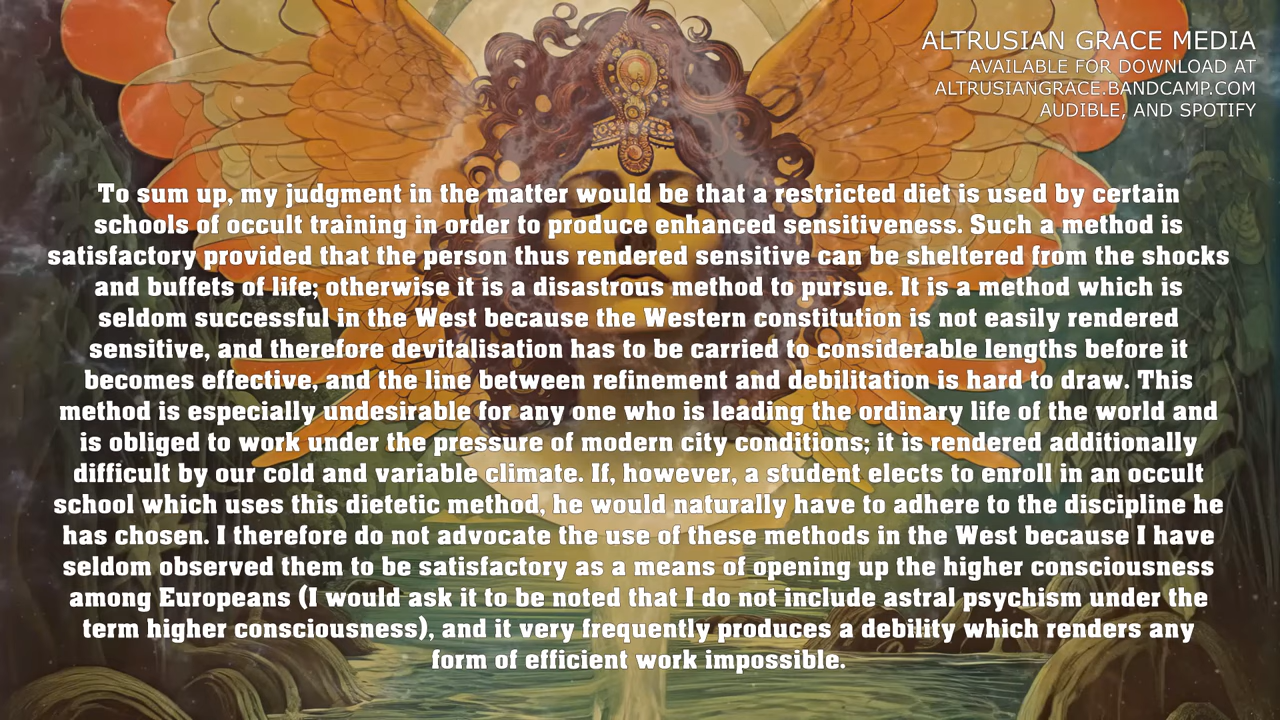 ALTRUSIAN GRACE MEDIA
AVAILABLE FOR DOWNLOAD AT
ALTRUSIANGRACE.BANDCAMP.COM
AUDIBLE, AND SPOTIFY
To sum up, my judgment in the matter would be that a restricted diet is used by certain
schools of occult training in order to produce enhanced sensitiveness. Such a method is
satisfactory provided that the person thus rendered sensitive can be sheltered from the shocks
and buffets of life; otherwise it is a disastrous method to pursue. It is a method which is
seldom successful in the West because the Western constitution is not easily rendered
sensitive, and therefore devitalisation has to be carried to considerable lengths before it
becomes effective, and the line between refinement and debilitation is hard to draw. This
method is especially undesirable for any one who is leading the ordinary life of the world and
is obliged to work under the pressure of modern city conditions; it is rendered additionally
difficult by our cold and variable climate. If, however, a student elects to enroll in an occult
school which uses this dietetic method, he would naturally have to adhere to the discipline he
has chosen. I therefore do not advocate the use of these methods in the West because I have
seldom observed them to be satisfactory as a means of opening up the higher consciousness
among Europeans (I would ask it to be noted that I do not include astral psychism under the
term higher consciousness), and it very frequently produces a debility which renders any
form of efficient work impossible.